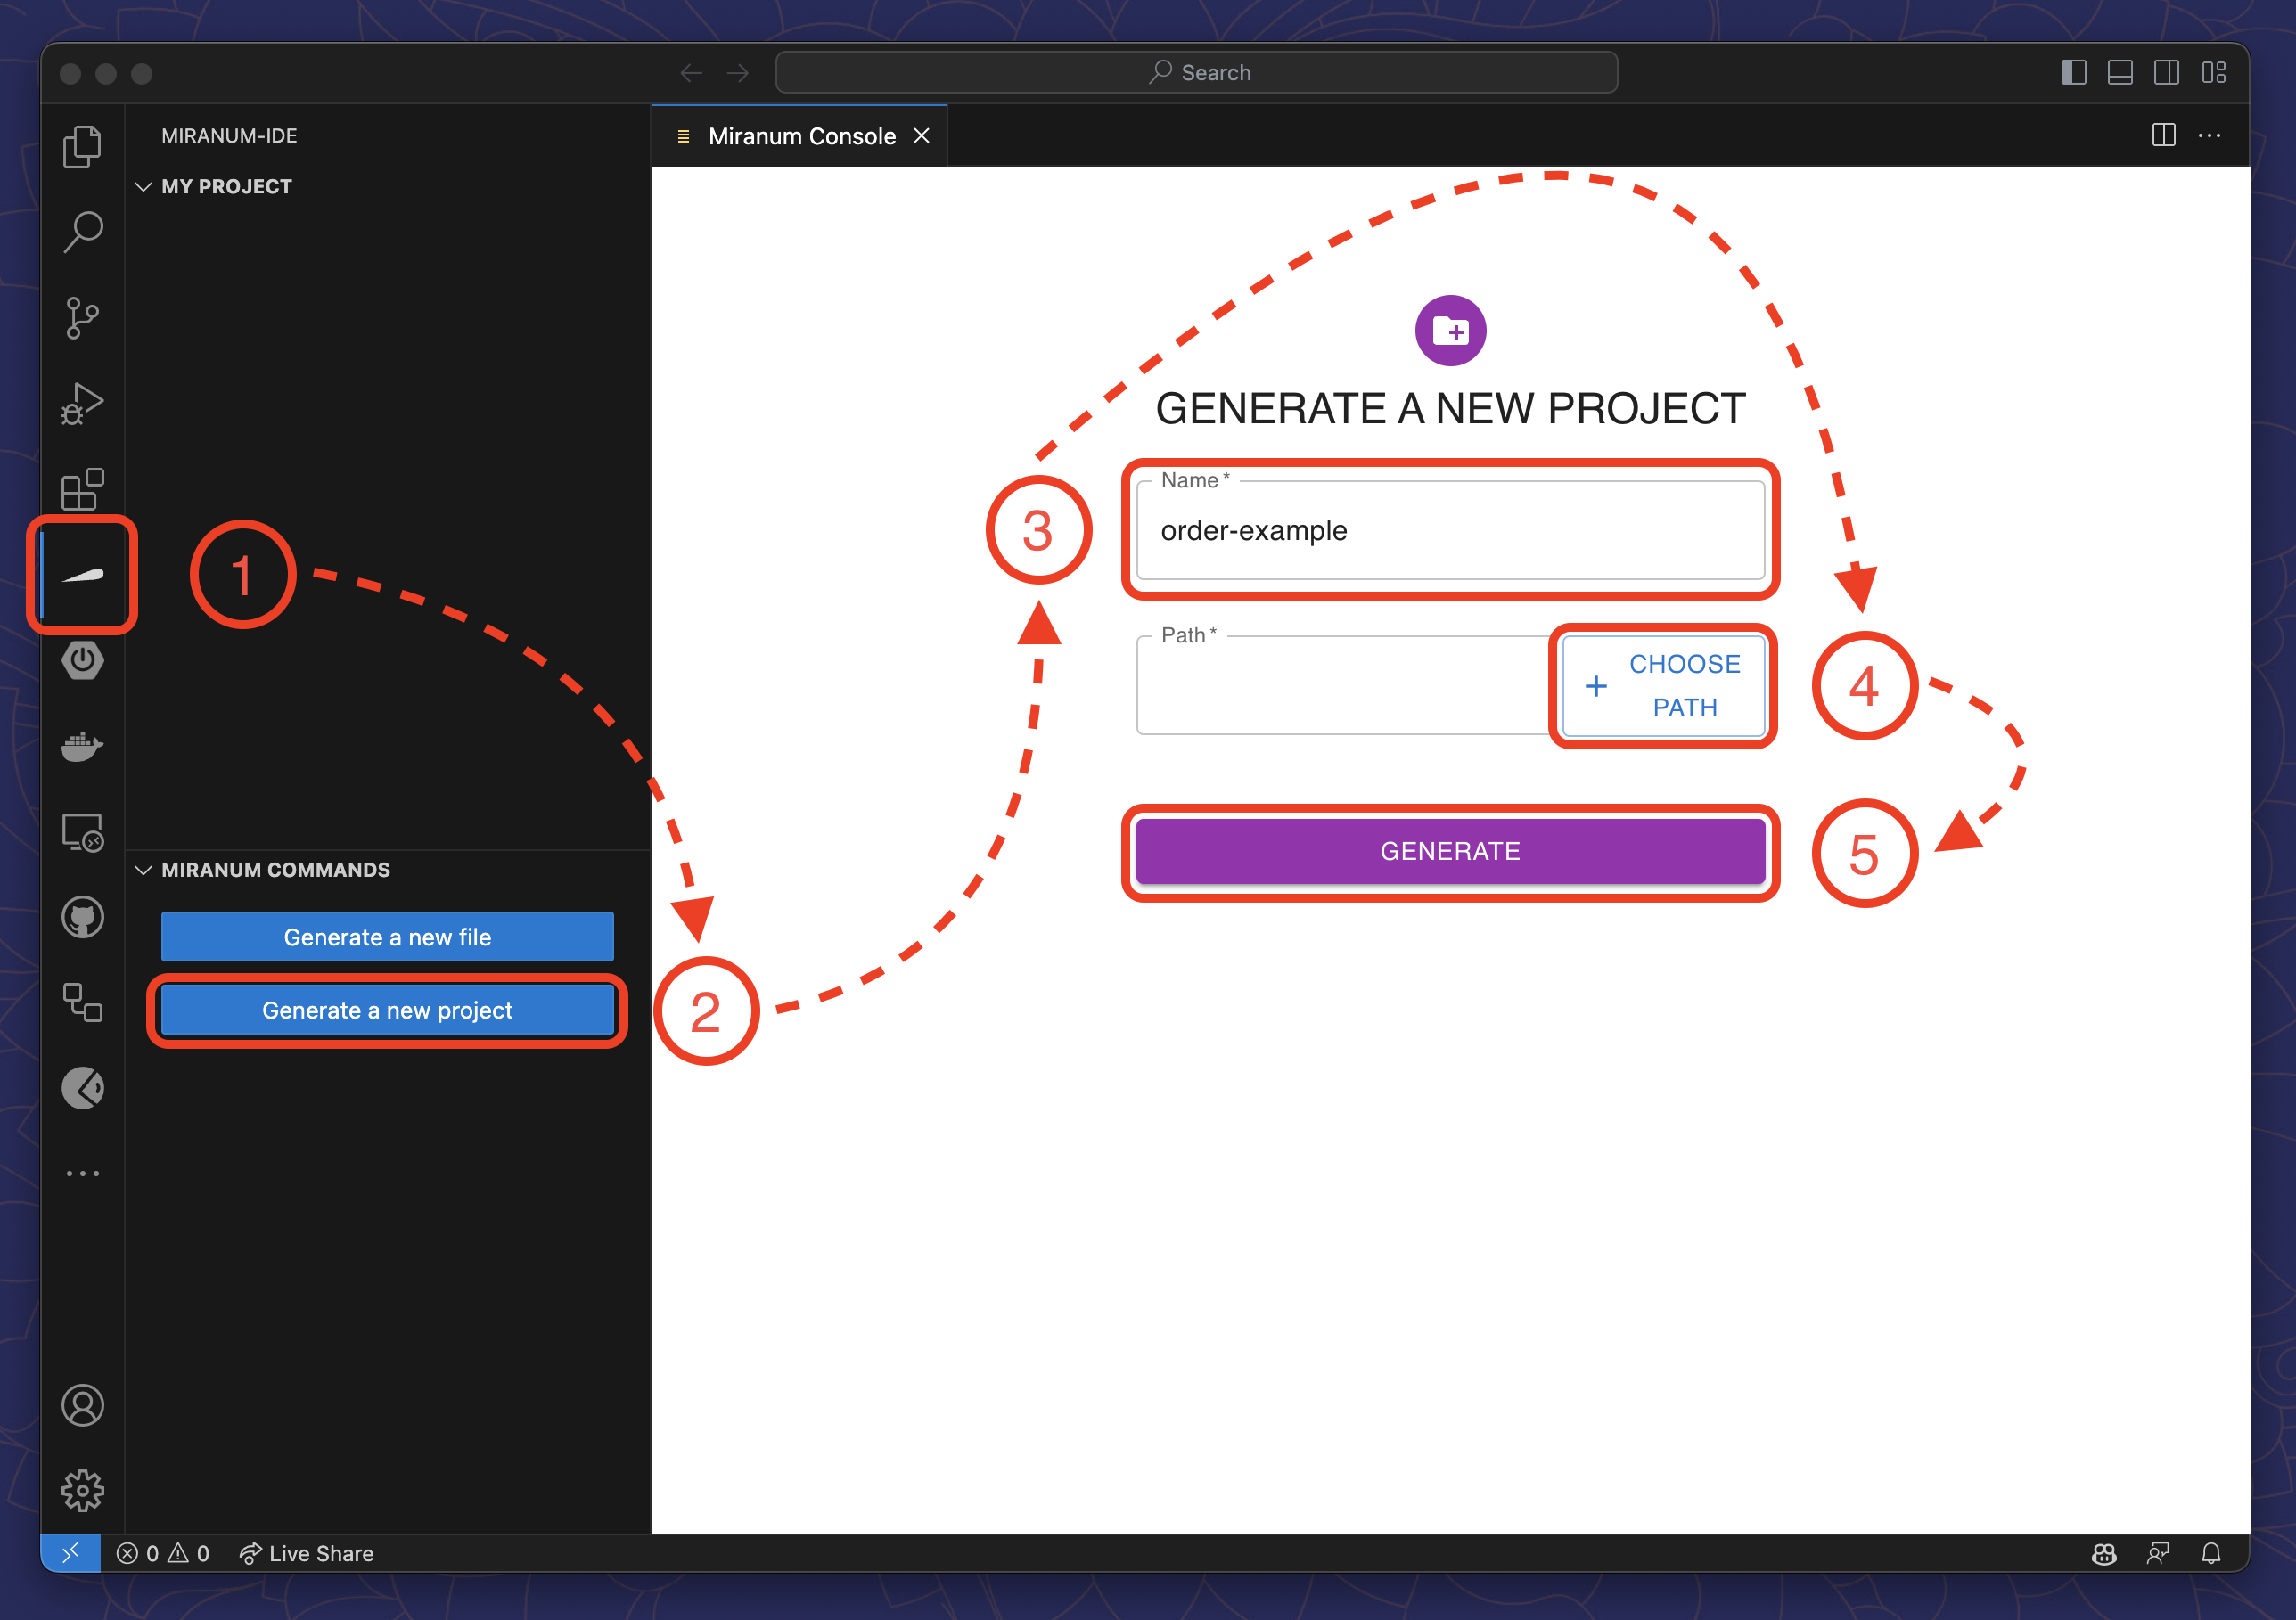 Search
MIRANUM-IDE
MY PROJECT
Miranum Console
GENERATE A NEW PROJECT
Name *
order-example
3
1
Path *
+ CHOOSE
PATH
4
GENERATE
5
MIRANUM COMMANDS
Generate a new file
Generate a new project
2
0 0 Live Share